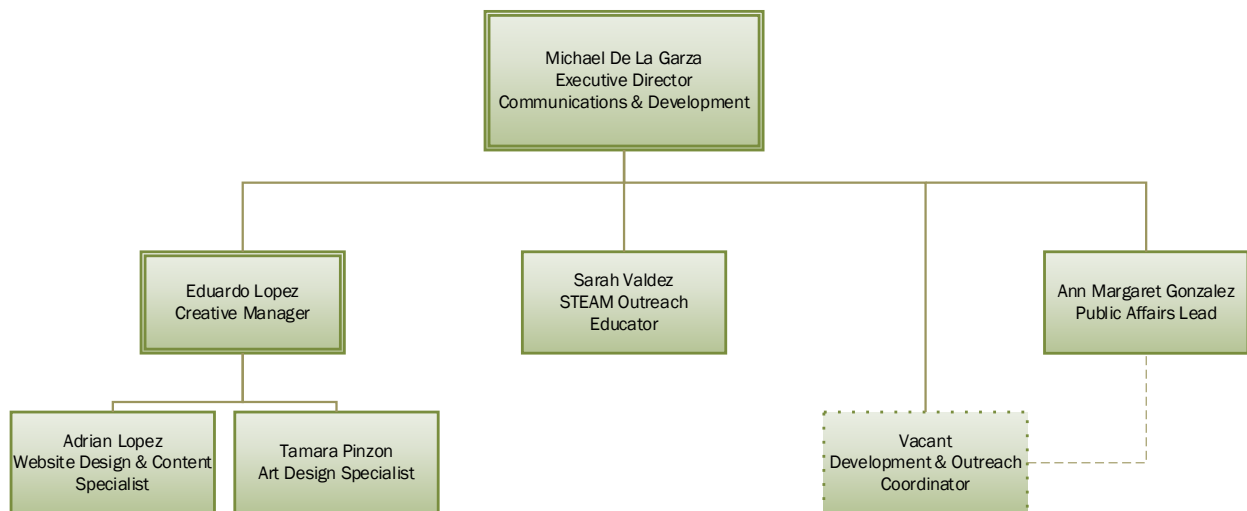 Michael De La Garza
Executive Director
Communications & Development
Eduardo Lopez
Creative Manager
Sarah Valdez
STEAM Outreach
Educator
Ann Margaret Gonzalez
Public Affairs Lead
Adrian Lopez
Website Design & Content
Specialist
Tamara Pinzon
Art Design Specialist
Vacant
Development & Outreach
Coordinator